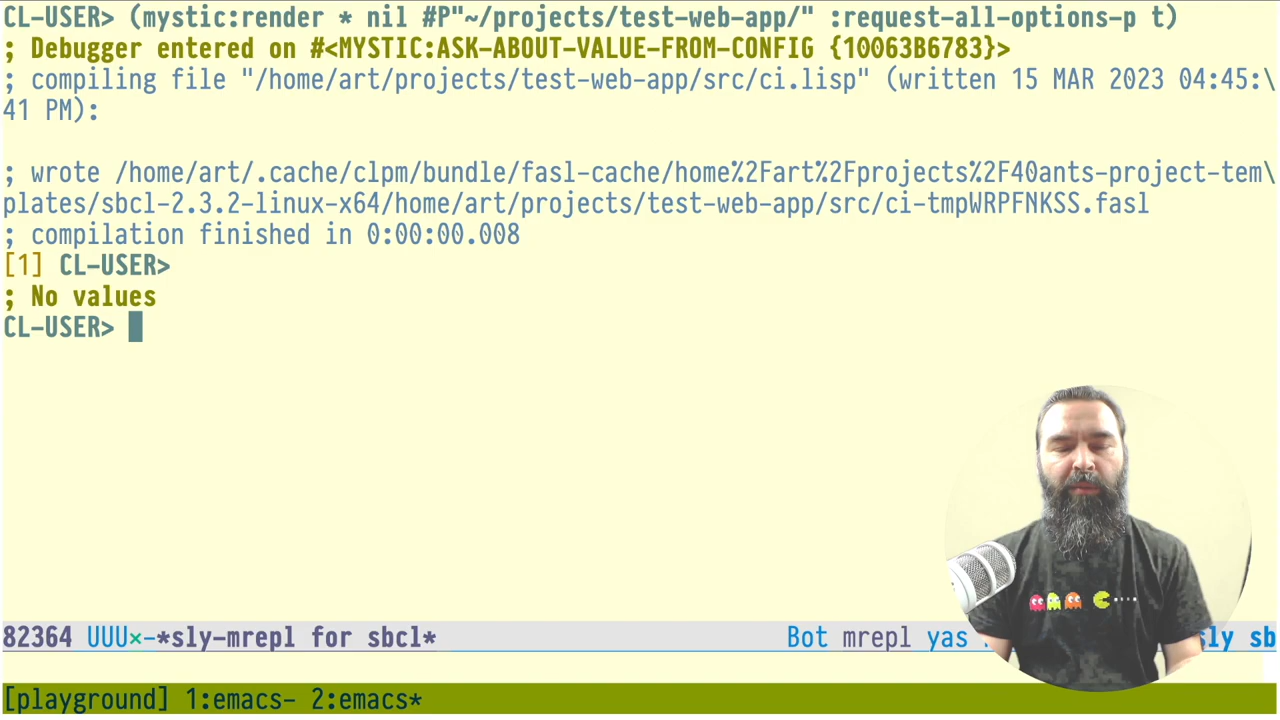 CL-USER> (mystic:render * nil #P"~/projects/test-web-app/" :request-all-options-p t)
; Debugger entered on #<MYSTIC:ASK-ABOUT-VALUE-FROM-CONFIG {10063B6783}>
; compiling file "/home/art/projects/test-web-app/src/ci.lisp" (written 15 MAR 2023 04:45:\
41 PM):
; wrote /home/art/.cache/clpm/bundle/fasl-cache/home%2Fart%2Fprojects%2F40ants-project-tem\
plates/sbcl-2.3.2-linux-x64/home/art/projects/test-web-app/src/ci-tmpWRPFNKSS.fasl
; compilation finished in 0:00:00.008
[1] CL-USER>
; No values
CL-USER>
82364 UUU×-*sly-mrepl for sbcl* Bot mrepl yas sly sb
[playground] 1:emacs- 2:emacs*